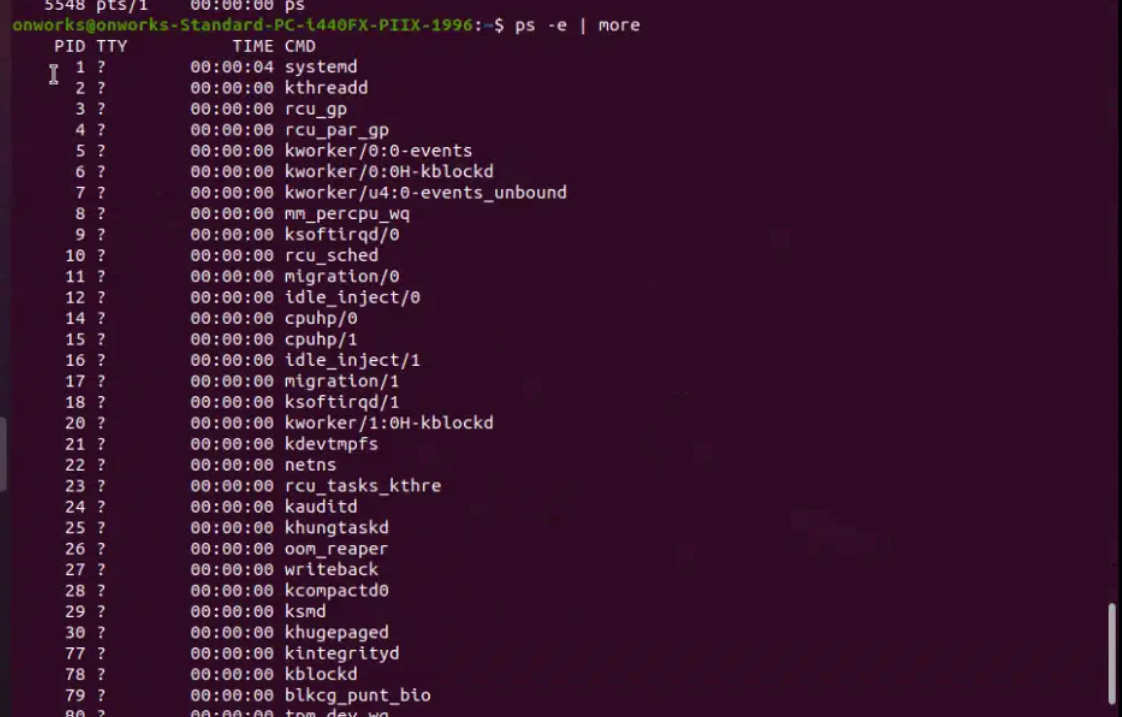 5548 pts/1    00:00:00 ps
onworks@onworks-Standard-PC-i440FX-PIIX-1996:~$ ps -e | more
    PID TTY          TIME CMD
      1 ?        00:00:04 systemd
      2 ?        00:00:00 kthreadd
      3 ?        00:00:00 rcu_gp
      4 ?        00:00:00 rcu_par_gp
      5 ?        00:00:00 kworker/0:0-events
      6 ?        00:00:00 kworker/0:0H-kblockd
      7 ?        00:00:00 kworker/u4:0-events_unbound
      8 ?        00:00:00 mm_percpu_wq
      9 ?        00:00:00 ksoftirqd/0
     10 ?        00:00:00 rcu_sched
     11 ?        00:00:00 migration/0
     12 ?        00:00:00 idle_inject/0
     14 ?        00:00:00 cpuhp/0
     15 ?        00:00:00 cpuhp/1
     16 ?        00:00:00 idle_inject/1
     17 ?        00:00:00 migration/1
     18 ?        00:00:00 ksoftirqd/1
     20 ?        00:00:00 kworker/1:0H-kblockd
     21 ?        00:00:00 kdevtmpfs
     22 ?        00:00:00 netns
     23 ?        00:00:00 rcu_tasks_kthre
     24 ?        00:00:00 kauditd
     25 ?        00:00:00 khungtaskd
     26 ?        00:00:00 oom_reaper
     27 ?        00:00:00 writeback
     28 ?        00:00:00 kcompactd0
     29 ?        00:00:00 ksmd
     30 ?        00:00:00 khugepaged
     77 ?        00:00:00 kintegrityd
     78 ?        00:00:00 kblockd
     79 ?        00:00:00 blkcg_punt_bio
     80 ?        00:00:00 tpm_dev_wq